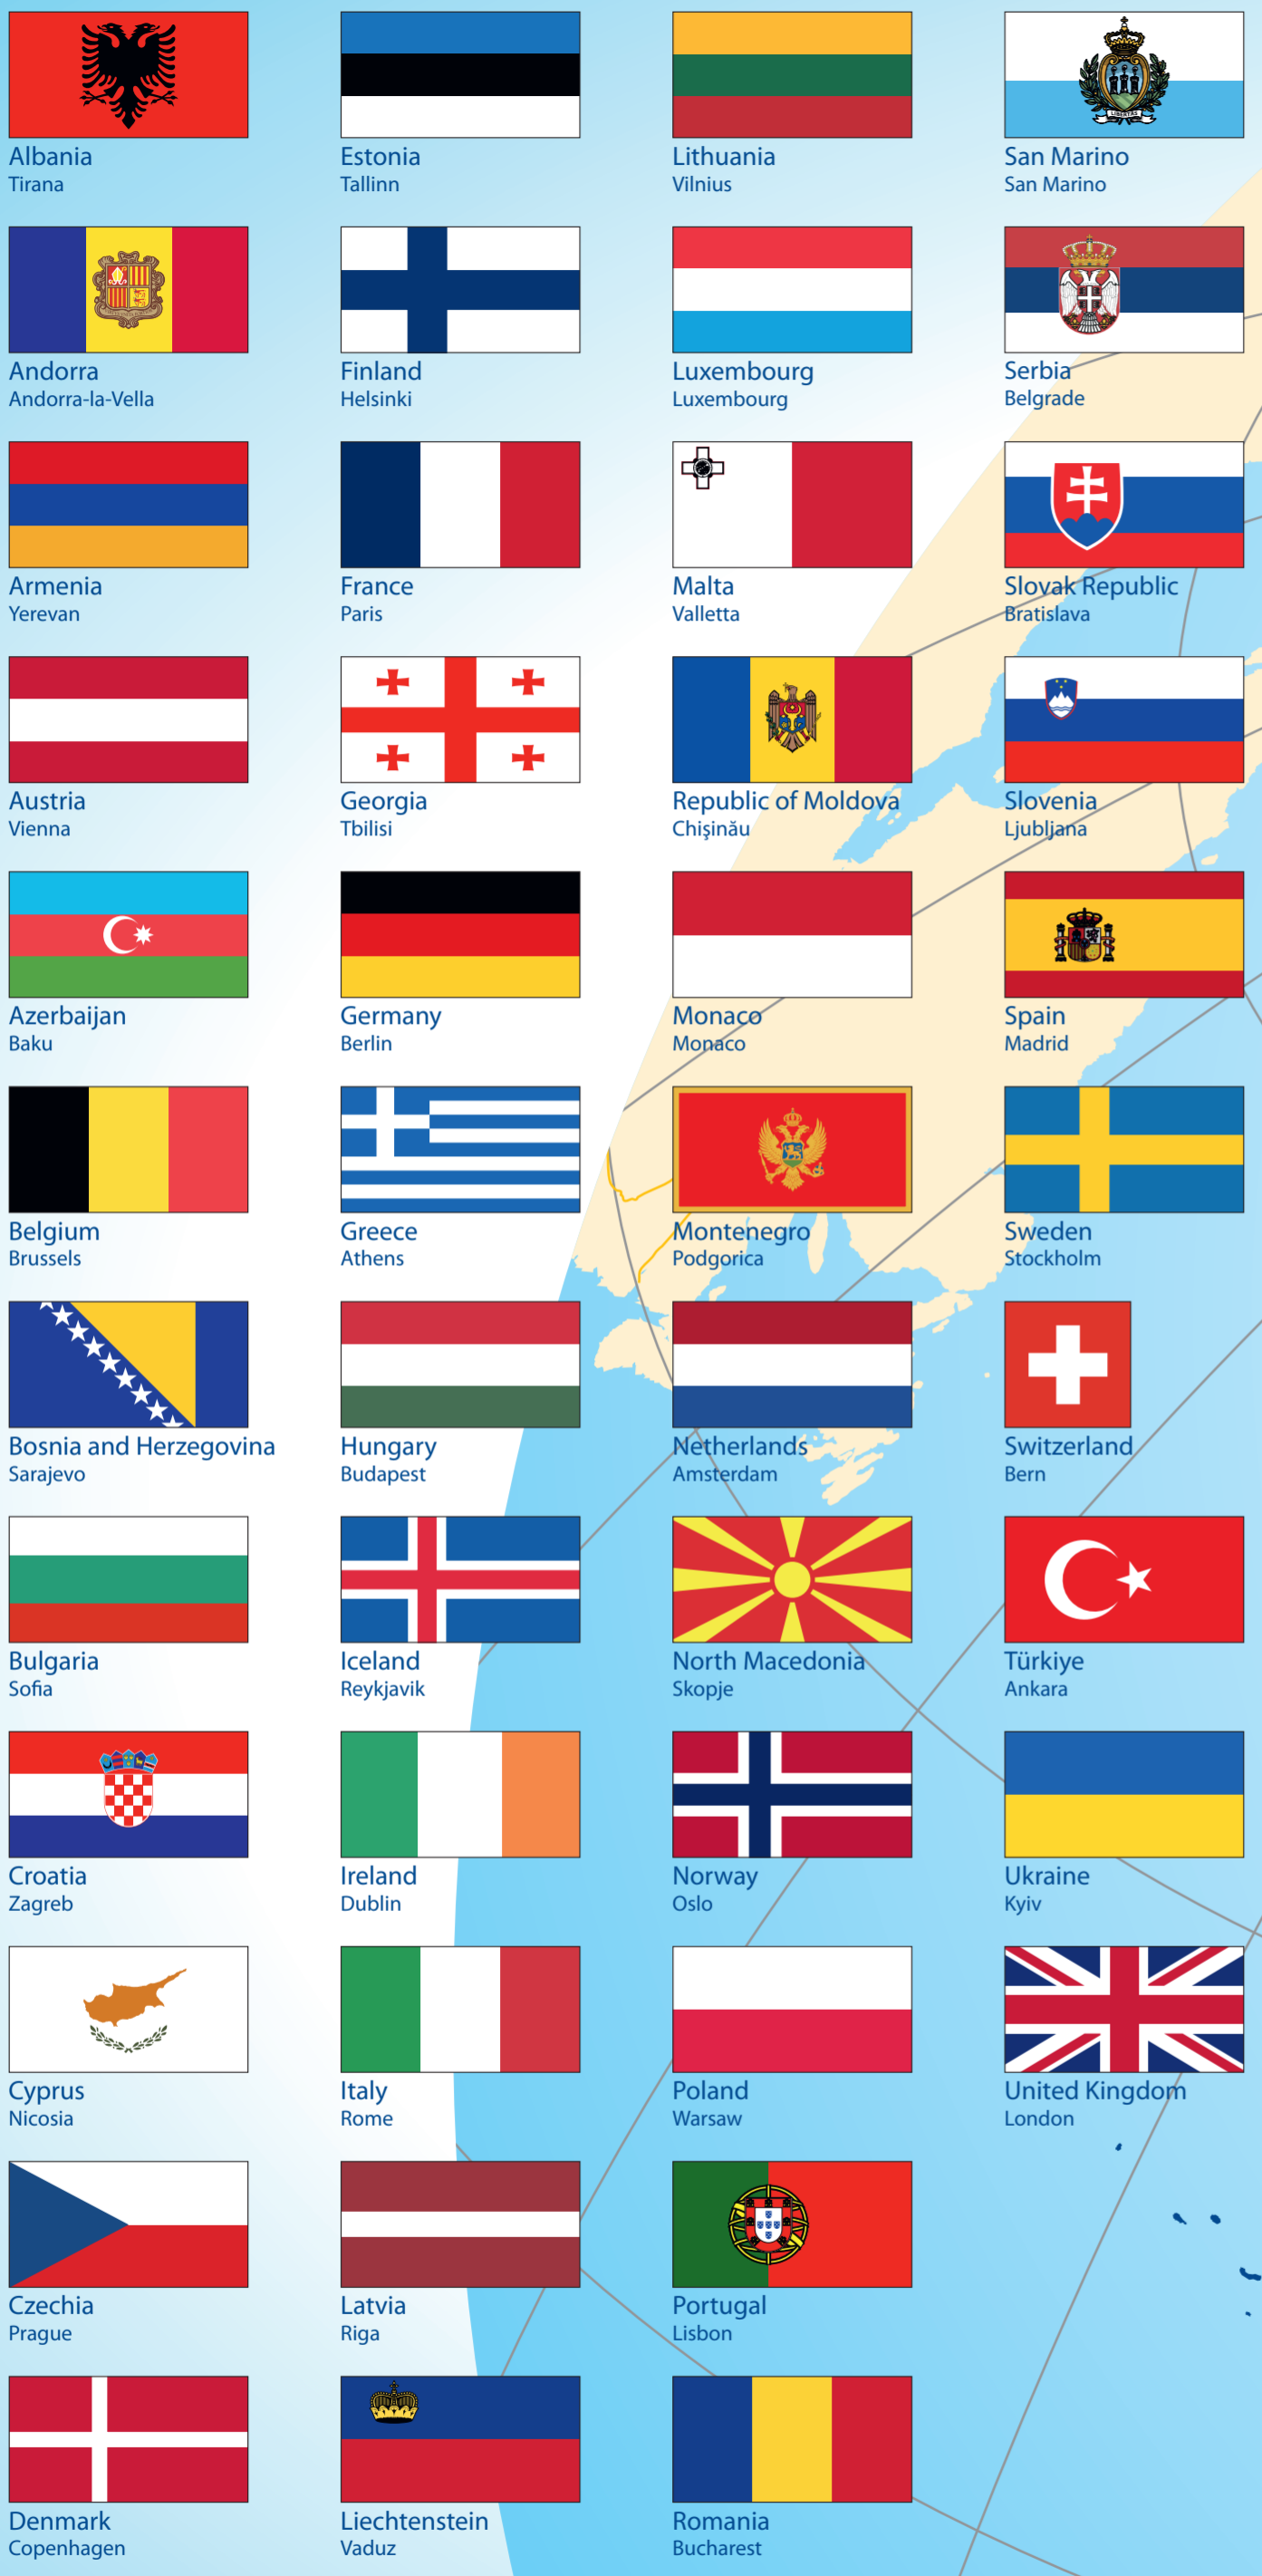 Albania
Tirana
Andorra
Andorra-la-Vella
Armenia
Yerevan
Austria
Vienna
Azerbaijan
Baku
Belgium
Brussels
Bosnia and Herzegovina
Sarajevo
Bulgaria
Sofia
Croatia
Zagreb
Cyprus
Nicosia
Czechia
Prague
Denmark
Copenhagen
Estonia
Tallinn
Finland
Helsinki
France
Paris
Georgia
Tbilisi
Germany
Berlin
Greece
Athens
Hungary
Budapest
Iceland
Reykjavik
Ireland
Dublin
Italy
Rome
Latvia
Riga
Liechtenstein
Vaduz
Lithuania
Vilnius
Luxembourg
Luxembourg
Malta
Valletta
Republic of Moldova
Chişinău
Monaco
Monaco
Montenegro
Podgorica
Netherlands
Amsterdam
North Macedonia
Skopje
Norway
Oslo
Poland
Warsaw
Portugal
Lisbon
Romania
Bucharest
LIBERTAS
San Marino
San Marino
Serbia
Belgrade
Slovak Republic
Bratislava
Slovenia
Ljubljana
Spain
Madrid
Sweden
Stockholm
Switzerland
Bern
Türkiye
Ankara
Ukraine
Kyiv
United Kingdom
London